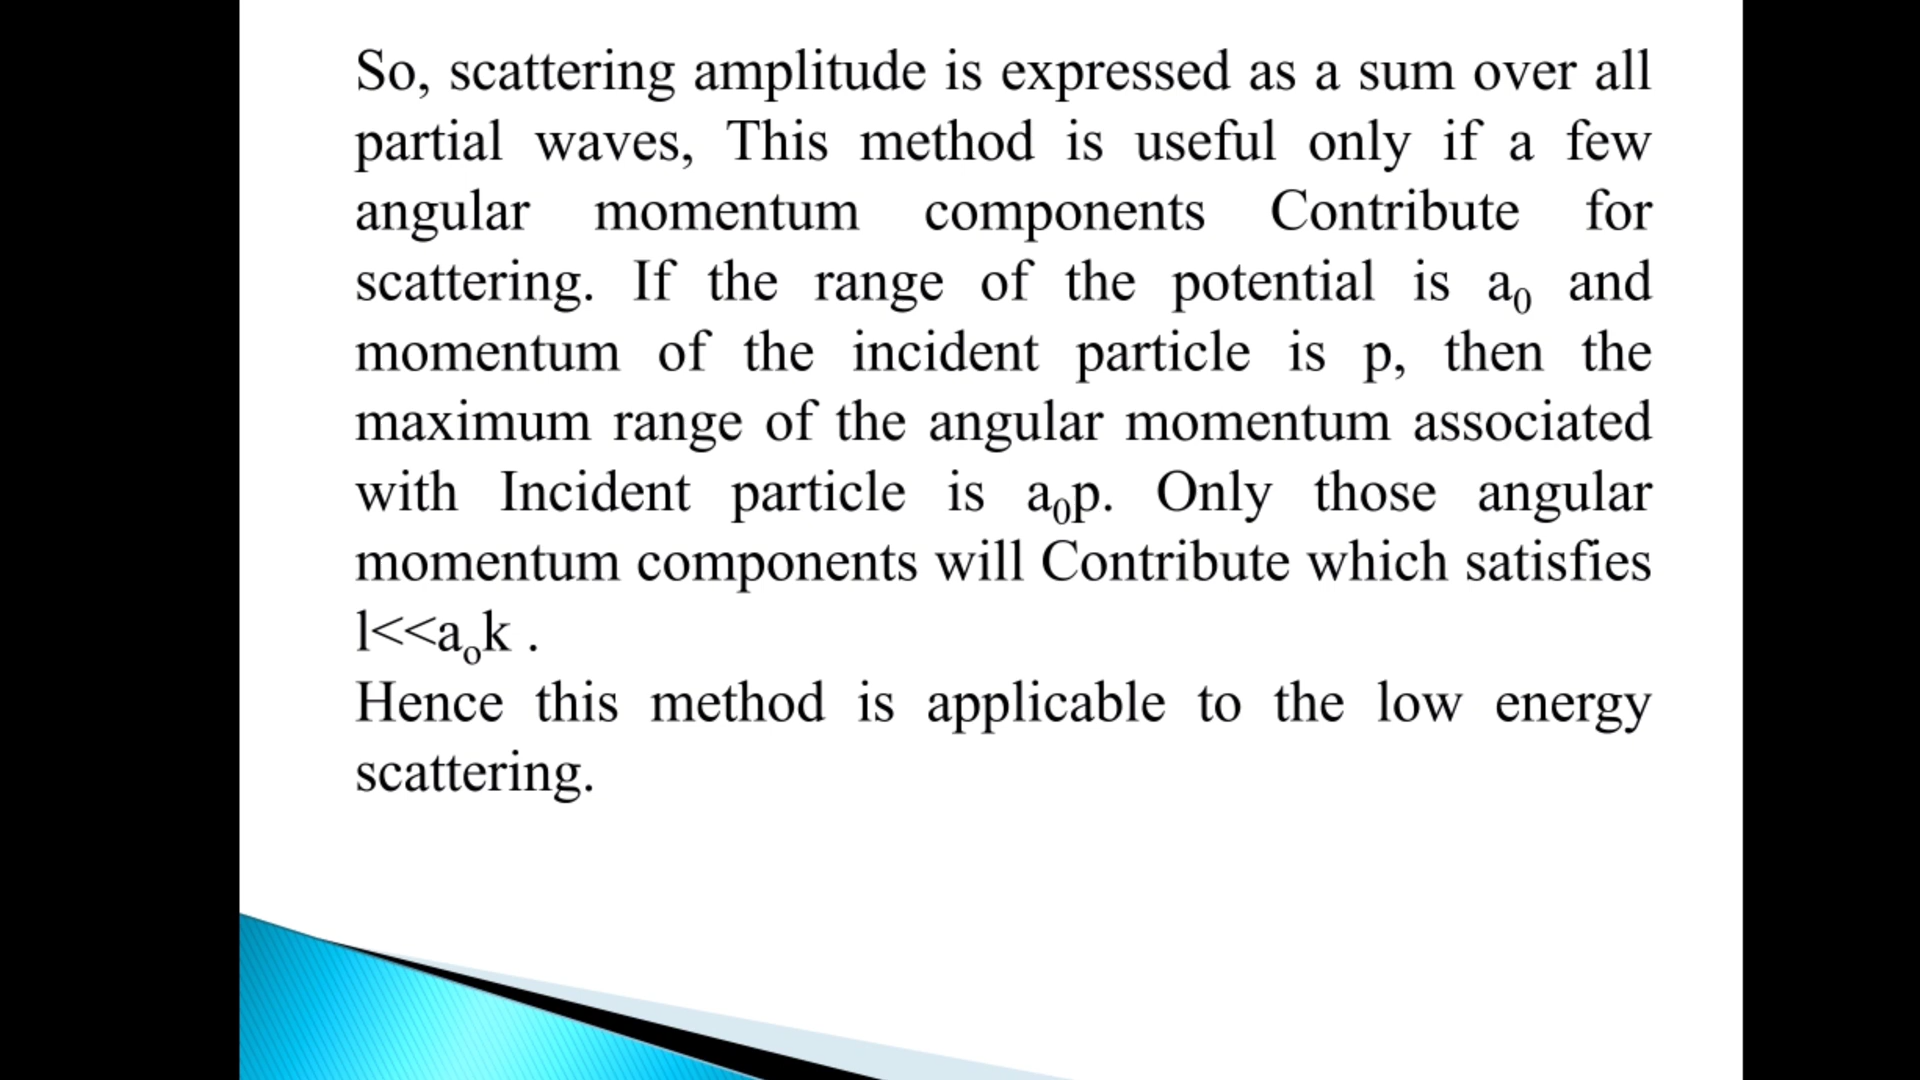 So, scattering amplitude is expressed as a sum over all
partial waves, This method is useful only if a few
angular momentum components Contribute for
scattering. If the range of the potential is a₀ and
momentum of the incident particle is p, then the
maximum range of the angular momentum associated
with Incident particle is a₀p. Only those angular
momentum components will Contribute which satisfies
l<<aₒk .
Hence this method is applicable to the low energy
scattering.